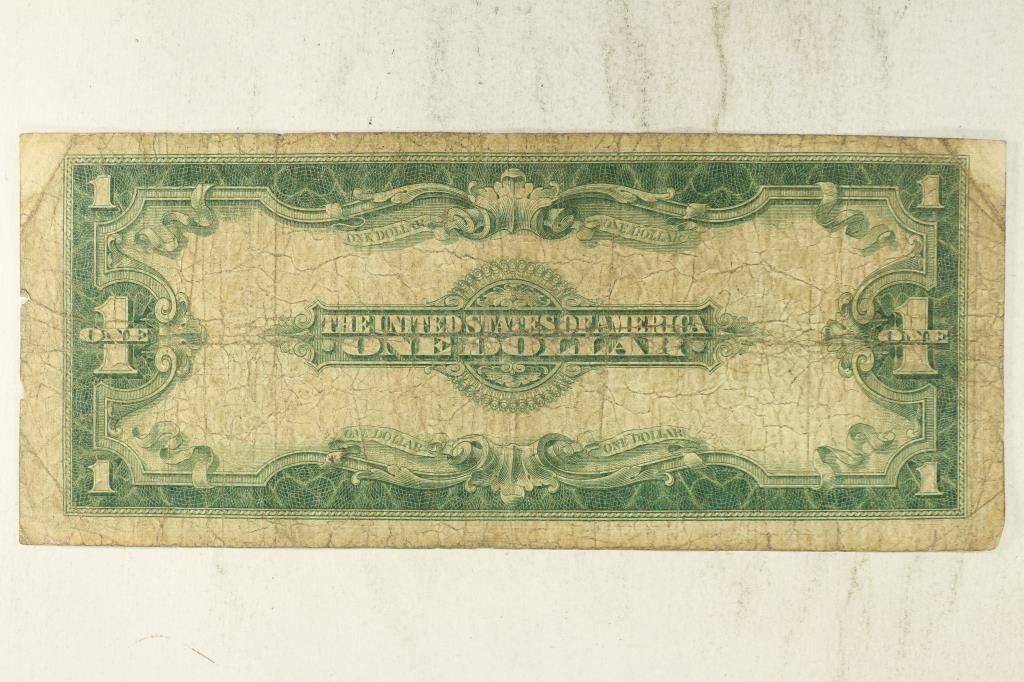 1 1
ONE DOLLAR ONE DOLLAR
THE UNITED STATES OF AMERICA
1 ONE 1 ONE
ONE DOLLAR
ONE DOLLAR ONE DOLLAR
1 1